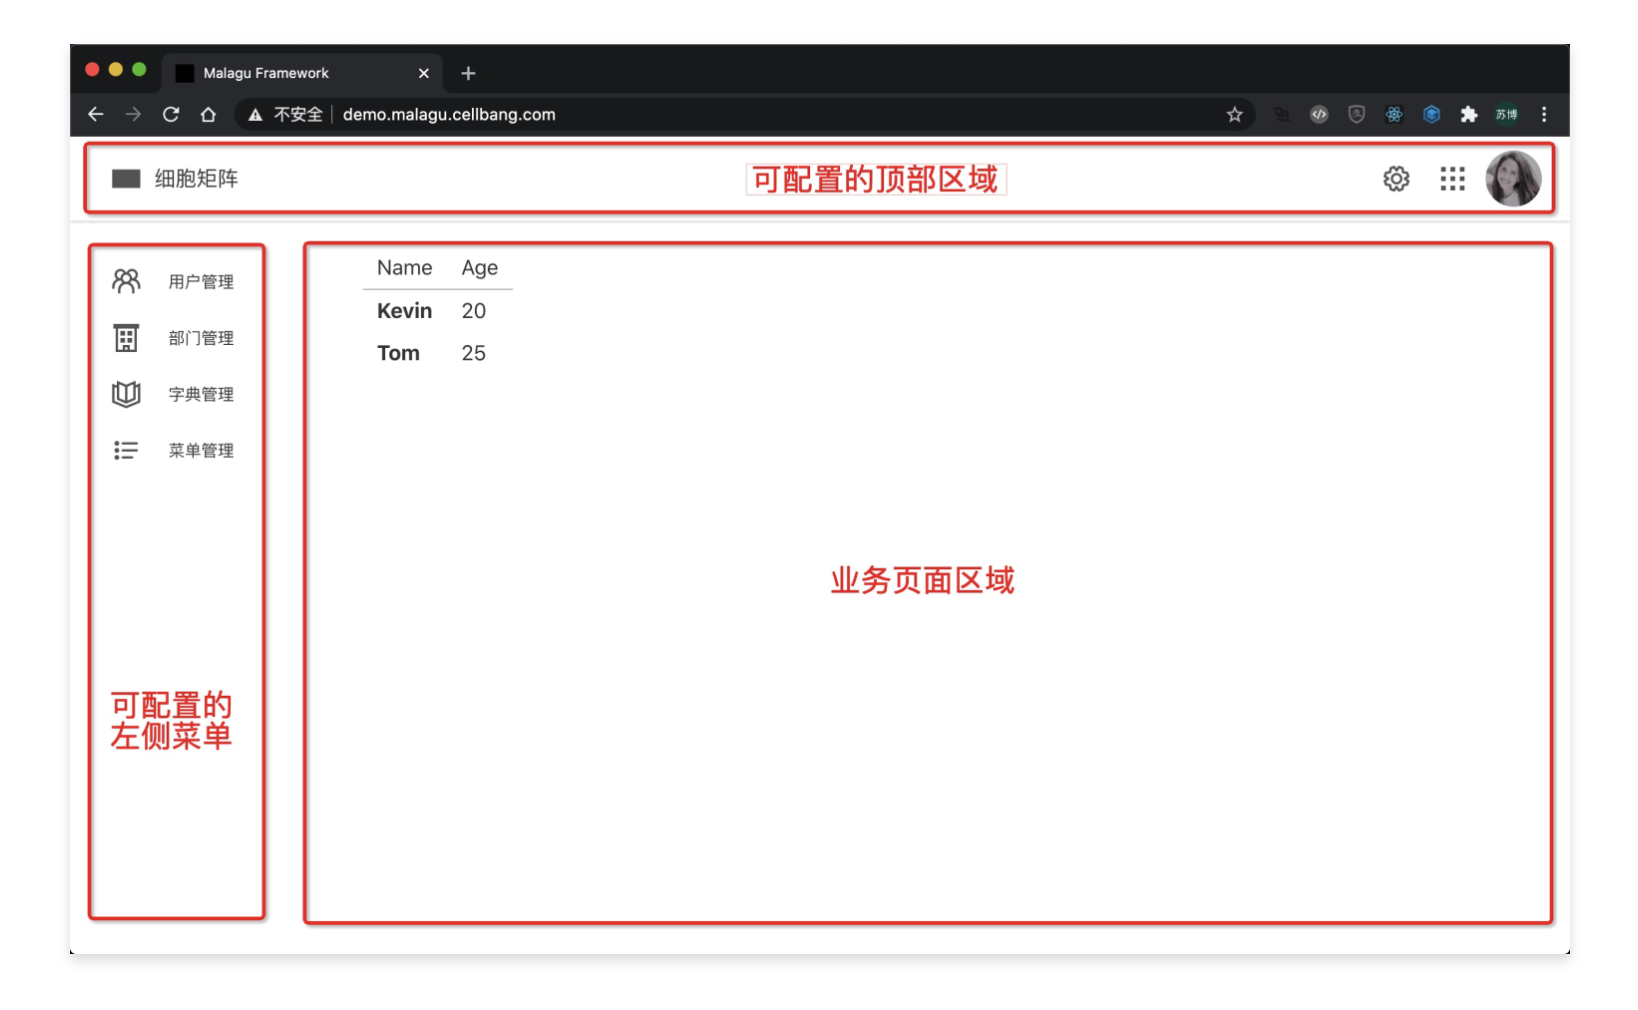 Malagu Framework
不安全 demo.malagu.cellbang.com 苏博
细胞矩阵 可配置的顶部区域
用户管理
部门管理
字典管理
菜单管理
可配置的
左侧菜单
Name Age
Kevin 20
Tom 25
业务页面区域